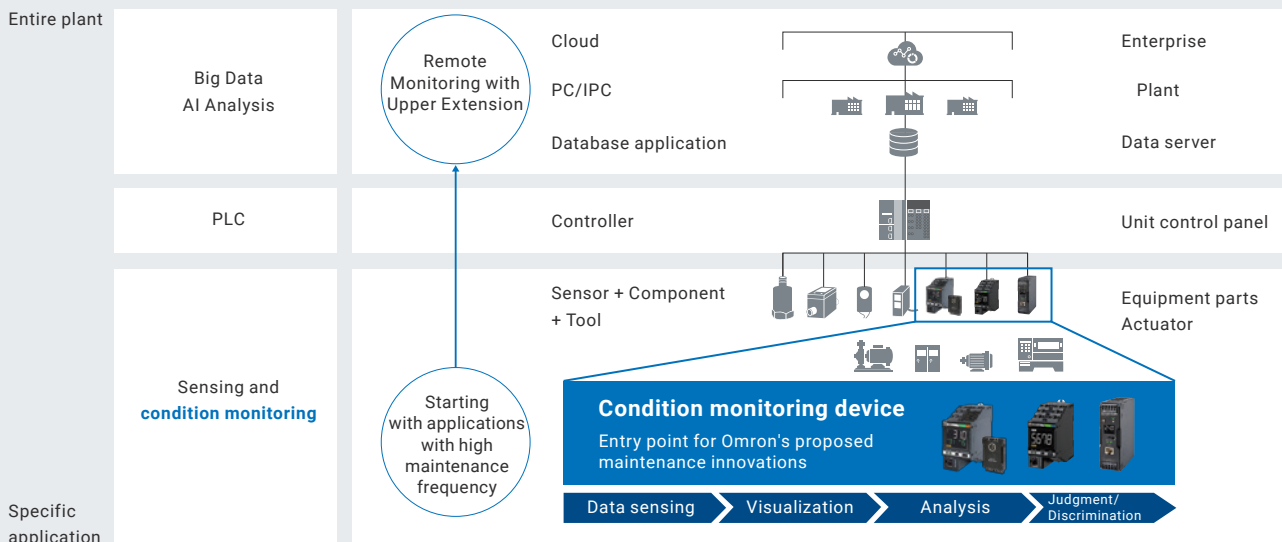 Entire plant
Big Data
AI Analysis
Remote
Monitoring with
Upper Extension
Cloud
Enterprise
PC/IPC
Plant
Database application
Data server
PLC
Controller
Unit control panel
Sensor + Component
+ Tool
Equipment parts
Actuator
Sensing and
condition monitoring
Starting
with applications
with high
maintenance
frequency
Condition monitoring device
Entry point for Omron's proposed
maintenance innovations
310
5678
Data sensing
Visualization
Analysis
Judgment/
Discrimination
Specific
application